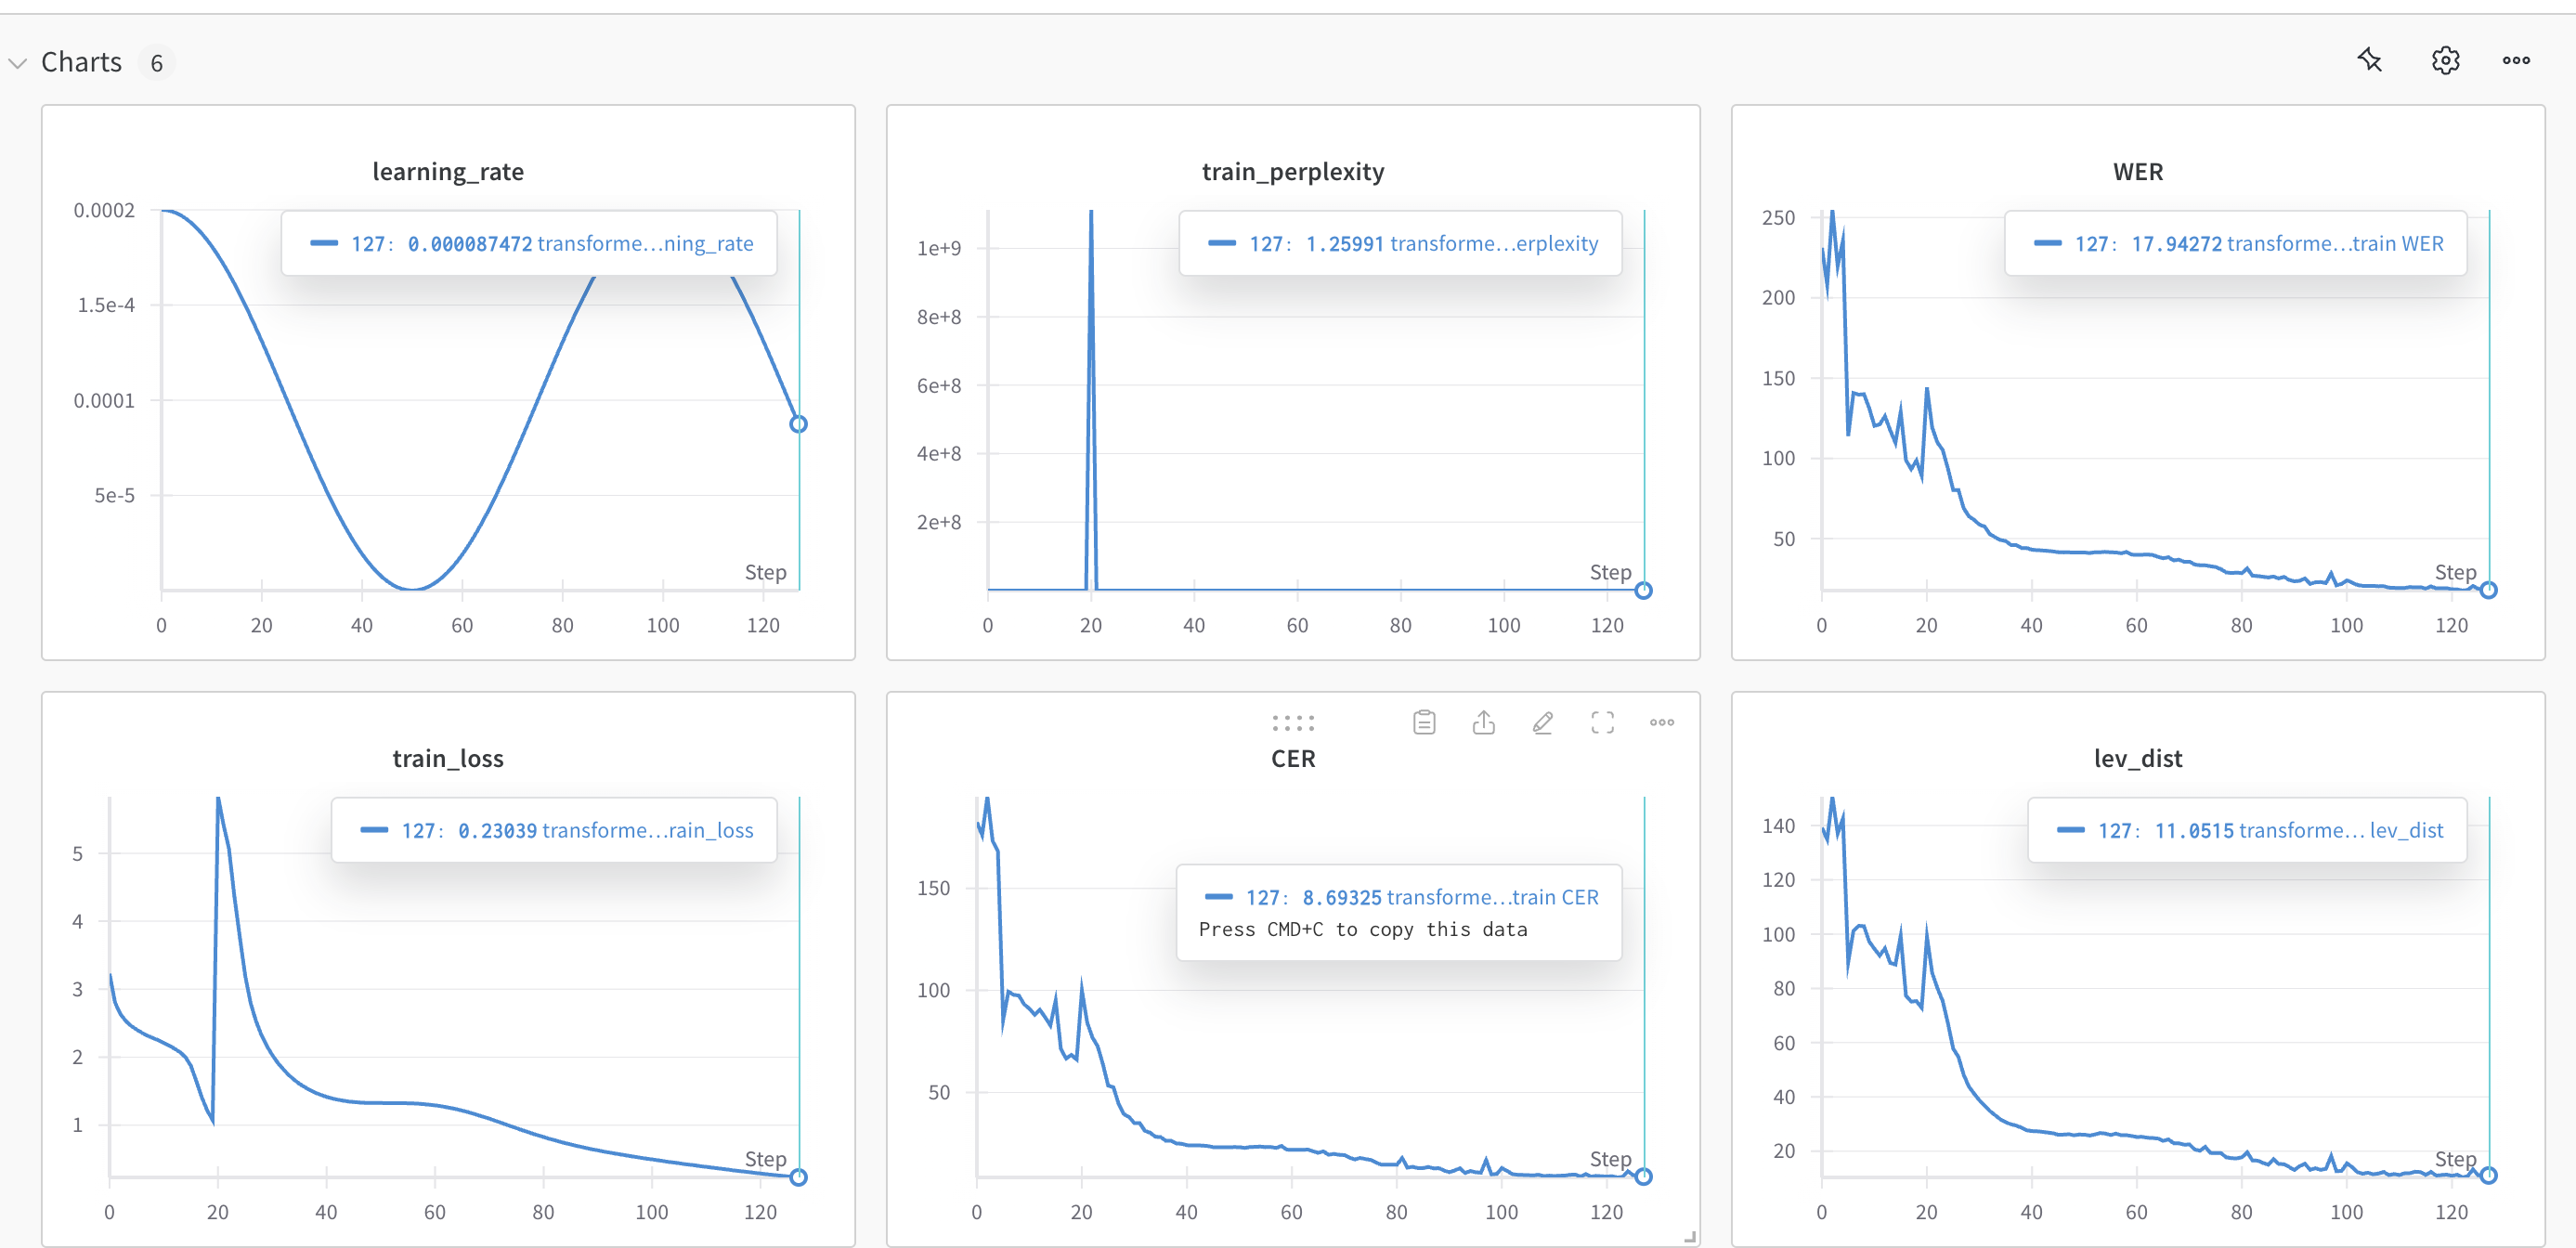 Charts 6
learning_rate
0.0002
1.5e-4
0.0001
5e-5
127: 0.000087472 transforme...ning_rate
Step
0 20 40 60 80 100 120
train_perplexity
1e+9
8e+8
6e+8
4e+8
2e+8
127: 1.25991 transforme...erplexity
Step
0 20 40 60 80 100 120
WER
250
200
150
100
50
127: 17.94272 transforme...train WER
Step
0 20 40 60 80 100 120
train_loss
5
4
3
2
1
127: 0.23039 transforme...rain_loss
Step
0 20 40 60 80 100 120
CER
150
100
50
127: 8.69325 transforme...train CER
Press CMD+C to copy this data
Step
0 20 40 60 80 100 120
lev_dist
140
120
100
80
60
40
20
127: 11.0515 transforme... lev_dist
Step
0 20 40 60 80 100 120